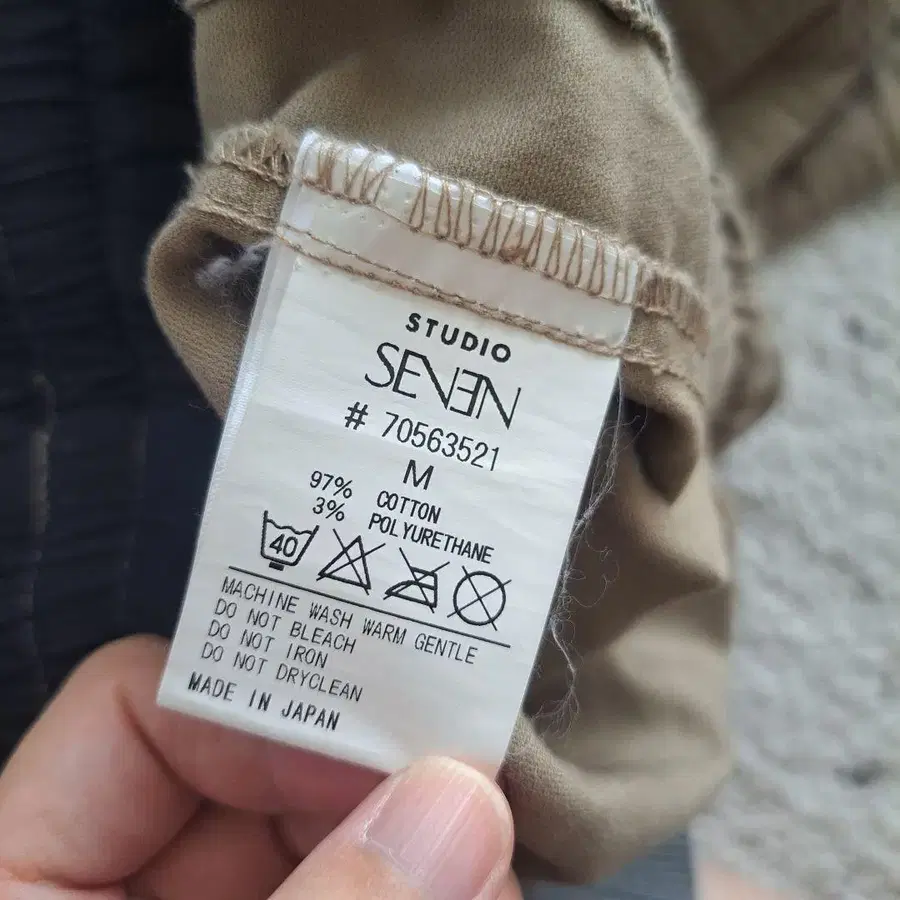 STUDIO
SEVEN
# 70563521
M
97% COTTON
3% POLYURETHANE
40
MACHINE WASH WARM GENTLE
DO NOT BLEACH
DO NOT IRON
DO NOT DRYCLEAN
MADE IN JAPAN